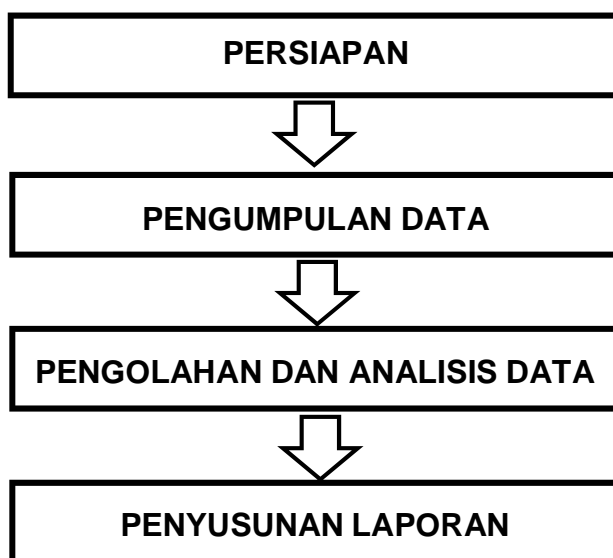 PERSIAPAN
PENGUMPULAN DATA
PENGOLAHAN DAN ANALISIS DATA
PENYUSUNAN LAPORAN